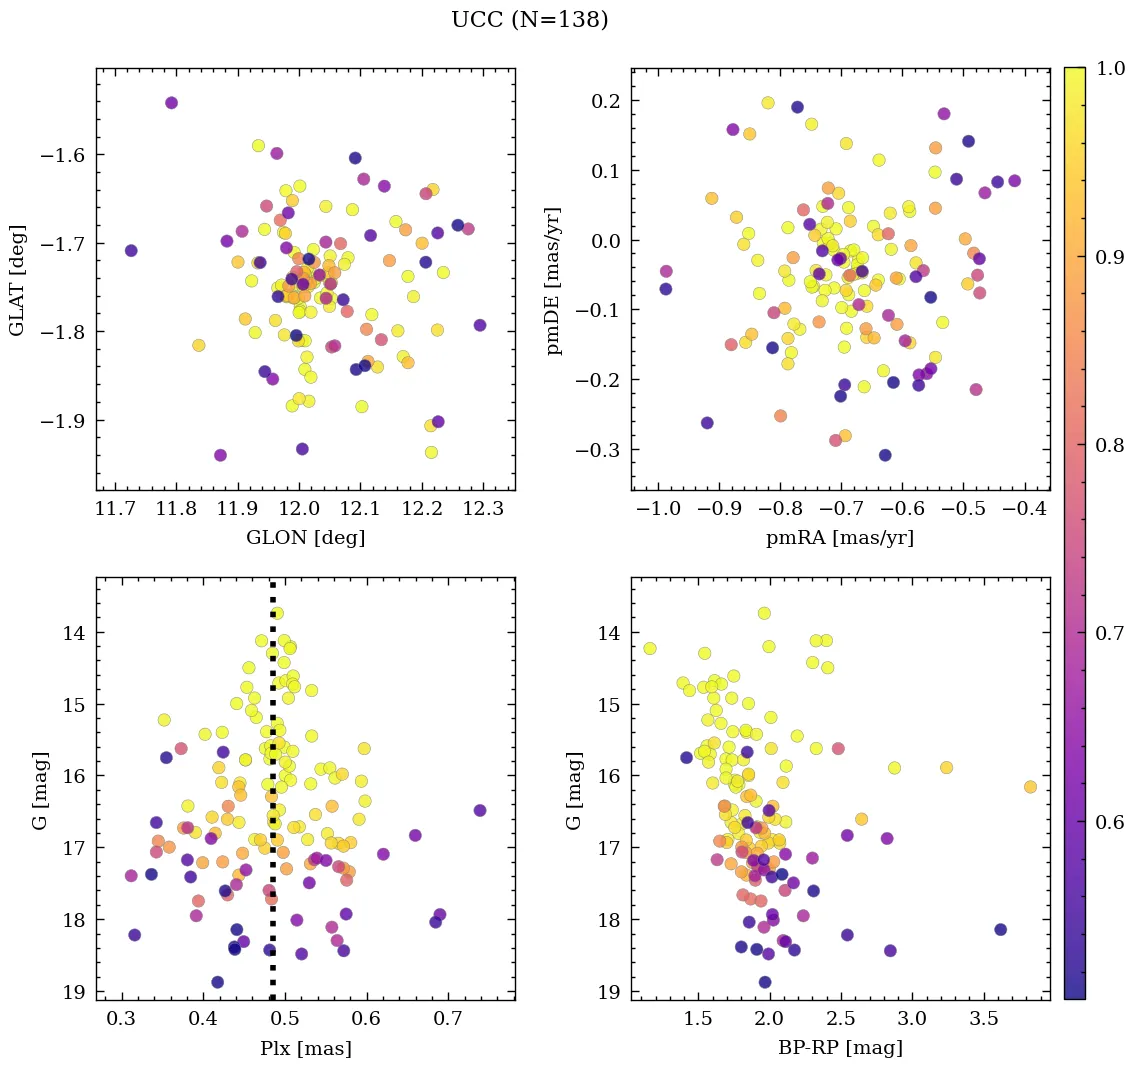 UCC (N=138)
−1.6
−1.7
−1.8
−1.9
GLAT [deg]
11.7 11.8 11.9 12.0 12.1 12.2 12.3
GLON [deg]
0.2
0.1
0.0
−0.1
−0.2
−0.3
pmDE [mas/yr]
−1.0 −0.9 −0.8 −0.7 −0.6 −0.5 −0.4
pmRA [mas/yr]
14
15
16
17
18
19
G [mag]
0.3 0.4 0.5 0.6 0.7
Plx [mas]
14
15
16
17
18
19
G [mag]
1.5 2.0 2.5 3.0 3.5
BP-RP [mag]
1.0
0.9
0.8
0.7
0.6